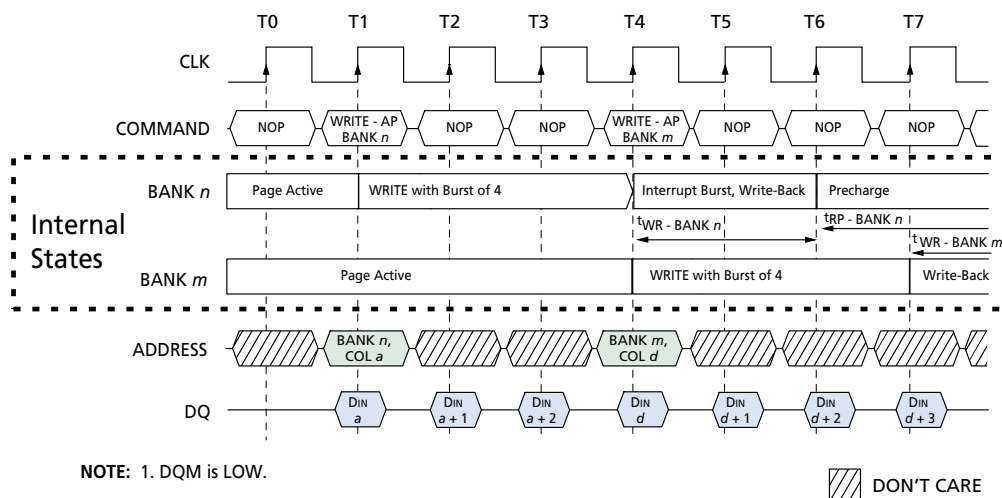 T0 T1 T2 T3 T4 T5 T6 T7
CLK
COMMAND NOP WRITE - AP BANK n NOP NOP WRITE - AP BANK m NOP NOP NOP
Internal States
BANK n Page Active WRITE with Burst of 4 Interrupt Burst, Write-Back Precharge
tWR - BANK n tRP - BANK n
tWR - BANK m
BANK m Page Active WRITE with Burst of 4 Write-Back
ADDRESS BANK n, COL a BANK m, COL d
DQ DIN a DIN a + 1 DIN a + 2 DIN d DIN d + 1 DIN d + 2 DIN d + 3
NOTE: 1. DQM is LOW.
DON'T CARE